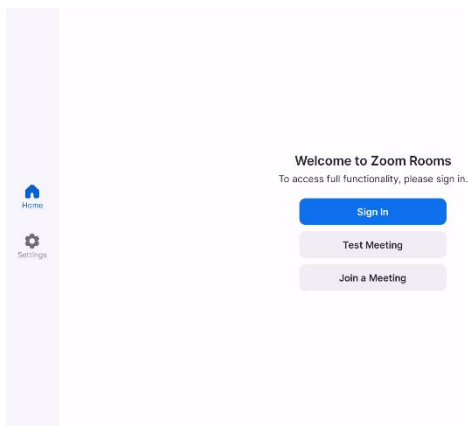 Home
Settings
Welcome to Zoom Rooms
To access full functionality, please sign in.
Sign In
Test Meeting
Join a Meeting